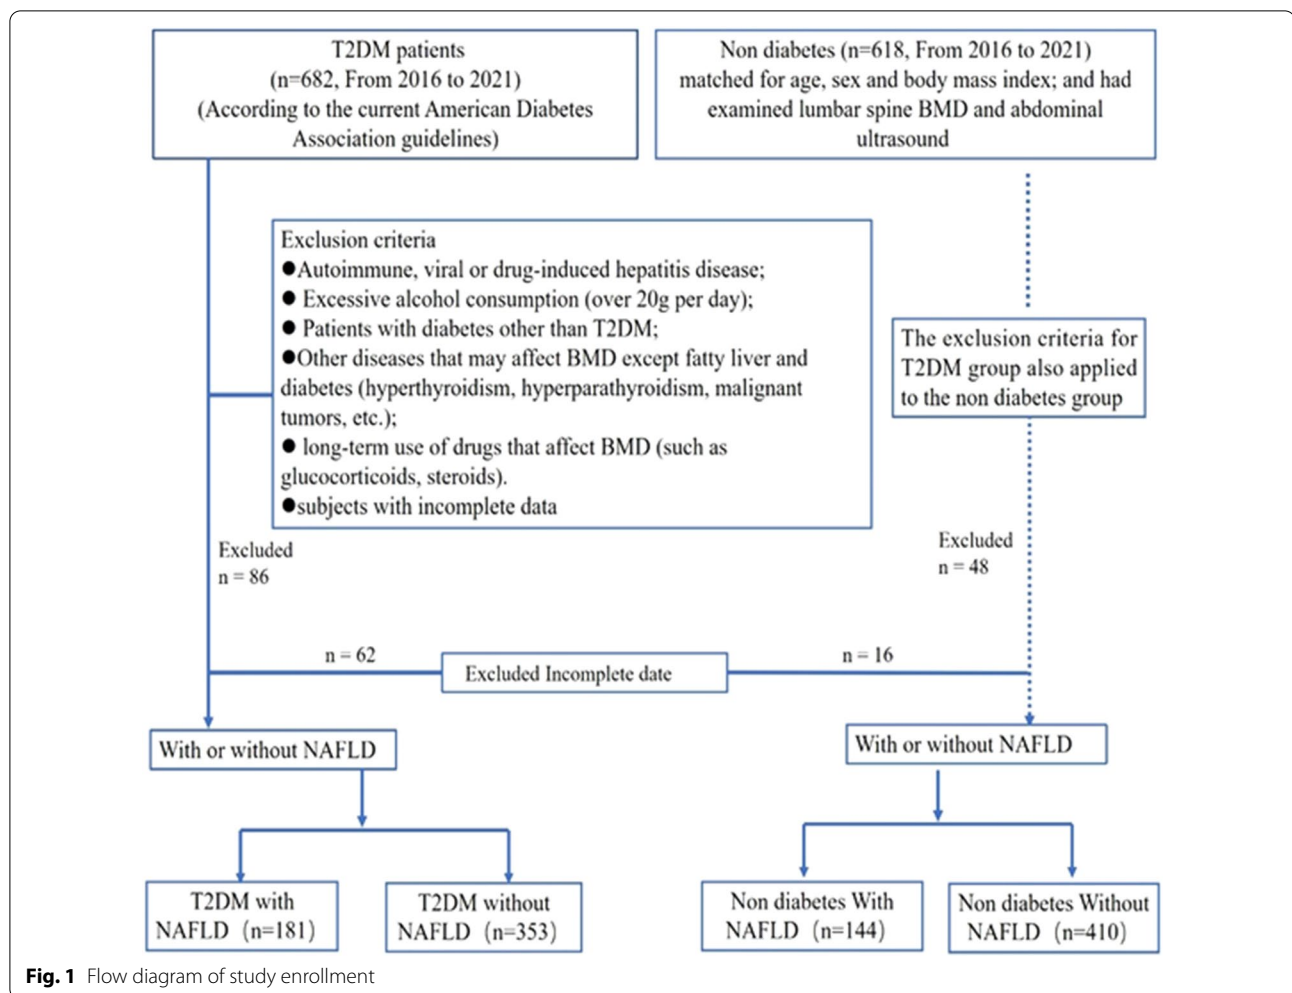 T2DM patients
(n=682, From 2016 to 2021)
(According to the current American Diabetes
Association guidelines)
Non diabetes (n=618, From 2016 to 2021)
matched for age, sex and body mass index; and had
examined lumbar spine BMD and abdominal
ultrasound
Exclusion criteria
●Autoimmune, viral or drug-induced hepatitis disease;
● Excessive alcohol consumption (over 20g per day);
● Patients with diabetes other than T2DM;
●Other diseases that may affect BMD except fatty liver and
diabetes (hyperthyroidism, hyperparathyroidism, malignant
tumors, etc.);
● long-term use of drugs that affect BMD (such as
glucocorticoids, steroids).
●subjects with incomplete data
The exclusion criteria for
T2DM group also applied
to the non diabetes group
Excluded
n = 86
Excluded
n = 48
n = 62
Excluded Incomplete date
n = 16
With or without NAFLD
With or without NAFLD
T2DM with
NAFLD (n=181)
T2DM without
NAFLD (n=353)
Non diabetes With
NAFLD (n=144)
Non diabetes Without
NAFLD (n=410)
Fig. 1 Flow diagram of study enrollment